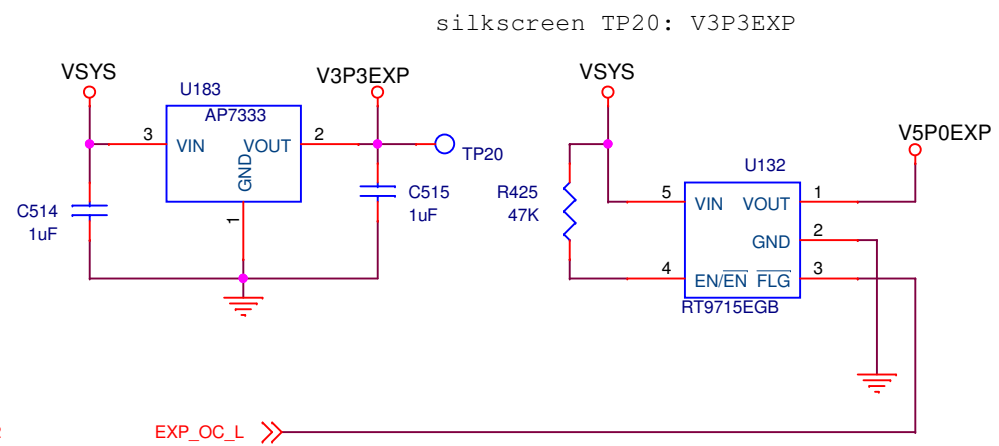 silkscreen TP20: V3P3EXP
VSYS
V3P3EXP
VSYS
U183
AP7333
V5P0EXP
3
VIN
VOUT
2
GND
1
TP20
U132
C514
1uF
C515
1uF
R425
47K
5
VIN
VOUT
1
GND
2
4
EN/EN
FLG
3
RT9715EGB
EXP_OC_L